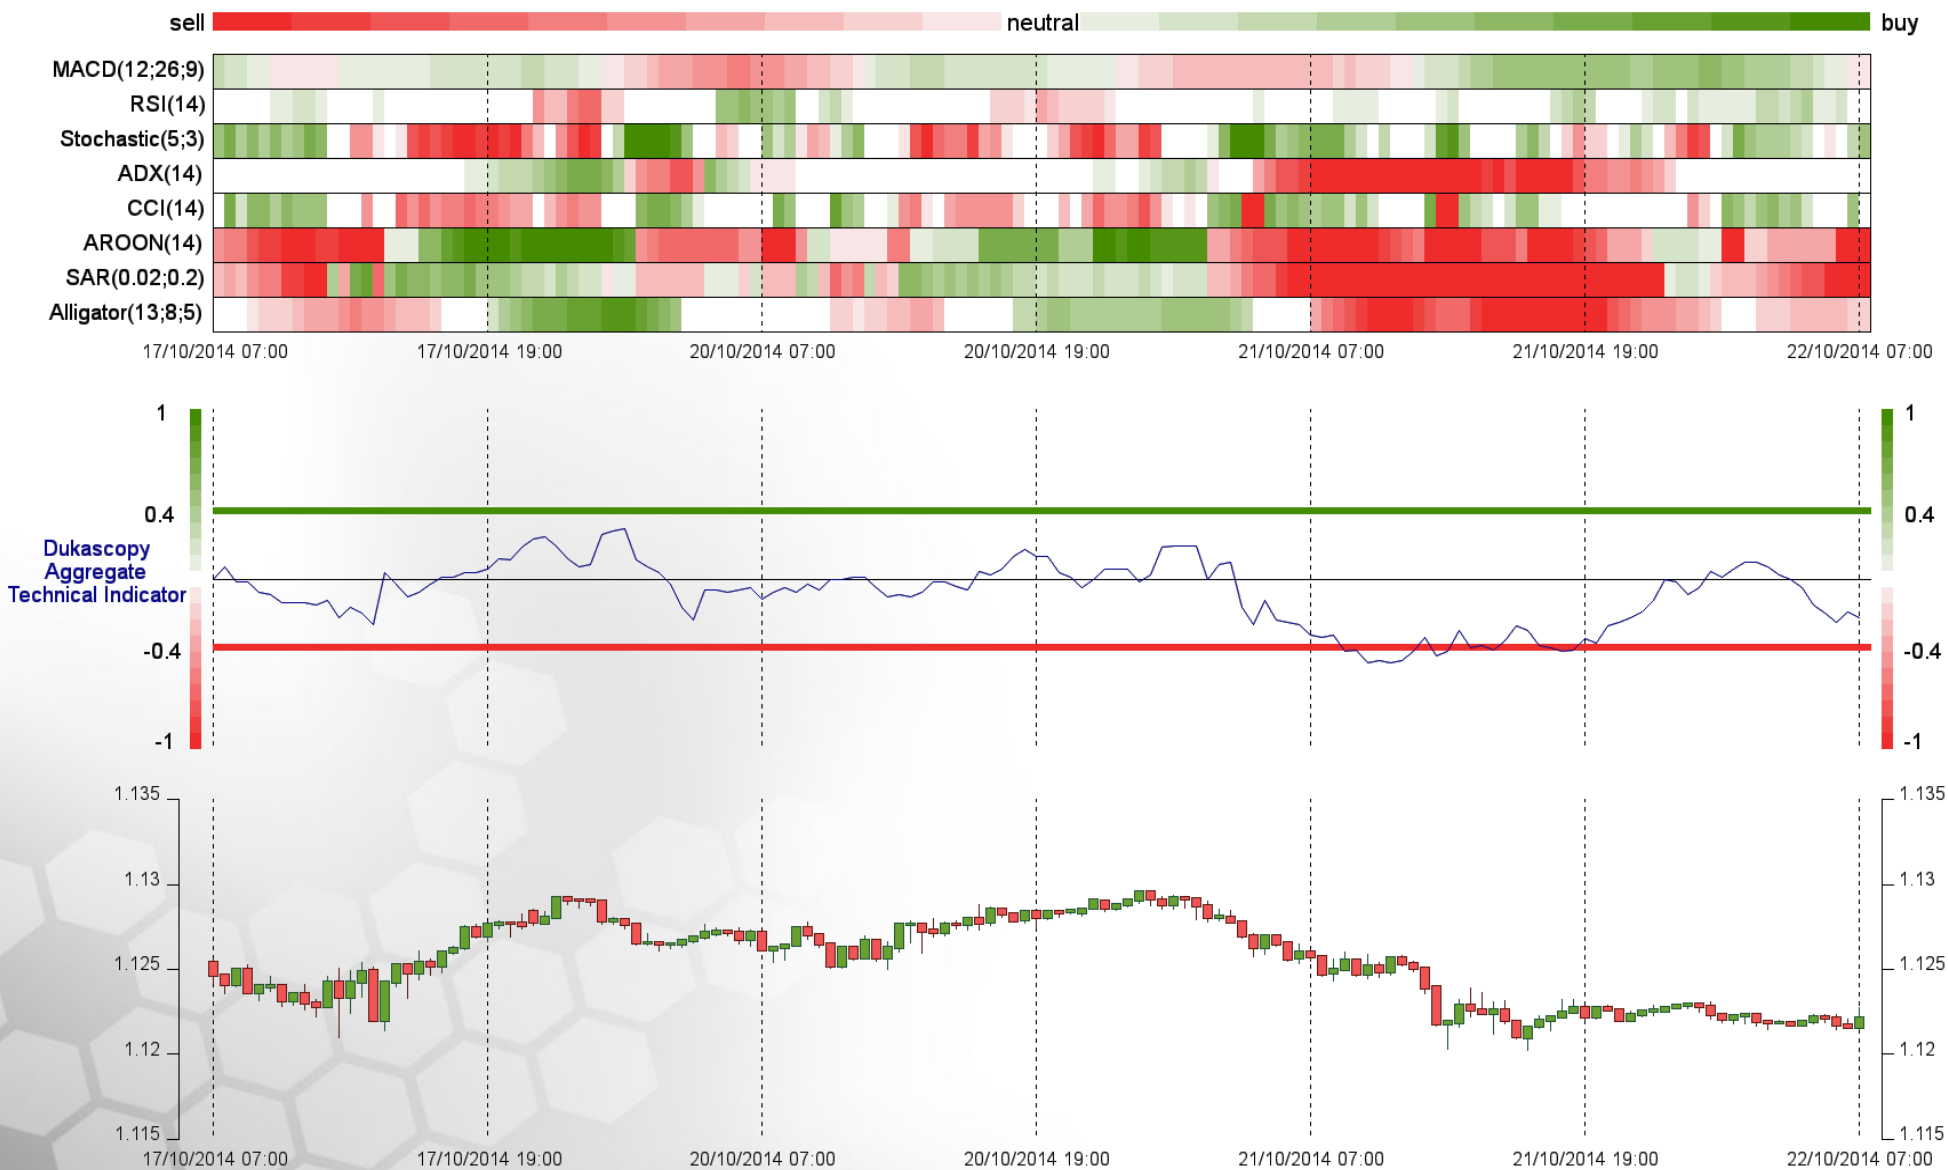 sell neutral buy
MACD(12;26;9)
RSI(14)
Stochastic(5;3)
ADX(14)
CCI(14)
AROON(14)
SAR(0.02;0.2)
Alligator(13;8;5)
17/10/2014 07:00 17/10/2014 19:00 20/10/2014 07:00 20/10/2014 19:00 21/10/2014 07:00 21/10/2014 19:00 22/10/2014 07:00
1 1
0.4 0.4
Dukascopy
Aggregate
Technical Indicator
-0.4 -0.4
-1 -1
1.135 1.135
1.13 1.13
1.125 1.125
1.12 1.12
1.115 1.115
17/10/2014 07:00 17/10/2014 19:00 20/10/2014 07:00 20/10/2014 19:00 21/10/2014 07:00 21/10/2014 19:00 22/10/2014 07:00